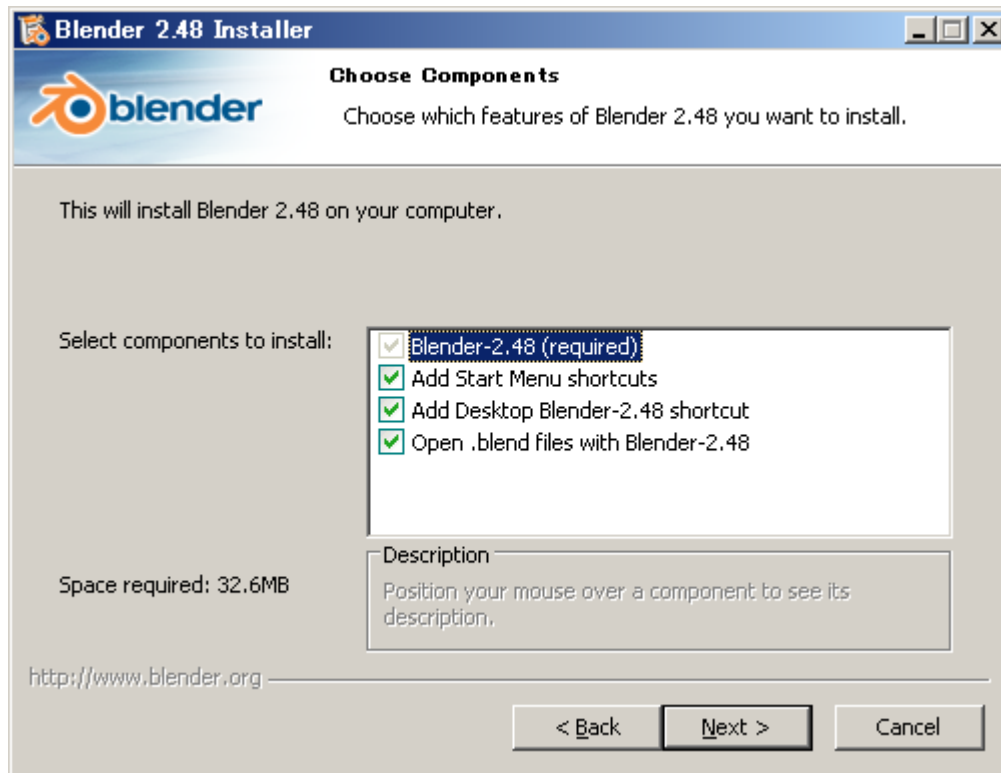 Blender 2.48 Installer
blender
Choose Components
Choose which features of Blender 2.48 you want to install.
This will install Blender 2.48 on your computer.
Select components to install:
Blender-2.48 (required)
Add Start Menu shortcuts
Add Desktop Blender-2.48 shortcut
Open .blend files with Blender-2.48
Space required: 32.6MB
Description
Position your mouse over a component to see its
description.
http://www.blender.org
< Back
Next >
Cancel